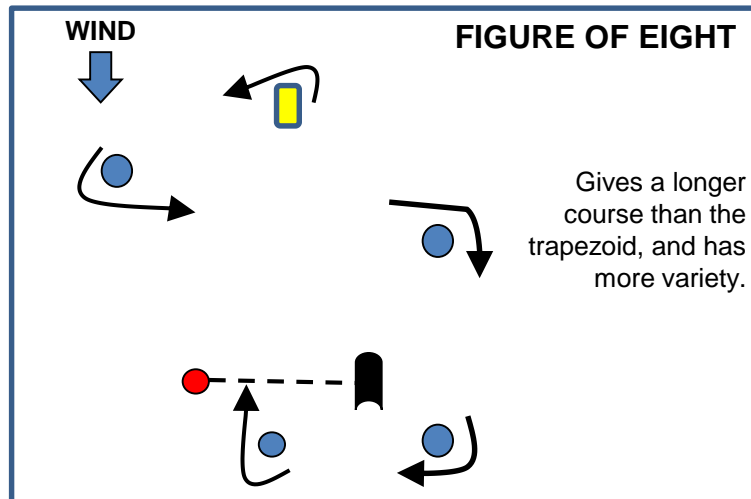 WIND
FIGURE OF EIGHT
Gives a longer
course than the
trapezoid, and has
more variety.